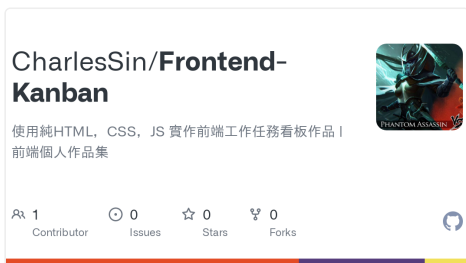 CharlesSin/Frontend-
Kanban
使用純HTML，CSS，JS 實作前端工作任務看板作品 |
前端個人作品集
PHANTOM ASSASSIN
1
Contributor
0
Issues
0
Stars
0
Forks